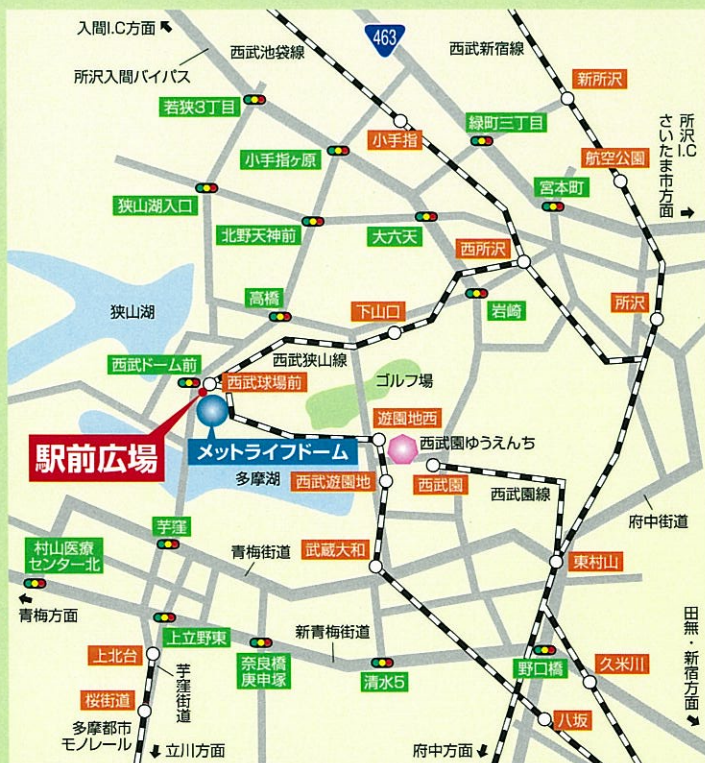 入間I.C方面
西武池袋線
463
西武新宿線
所沢入間バイパス
新所沢
若狭3丁目
小手指
緑町三丁目
所沢I.C
さいたま市方面
小手指ヶ原
航空公園
狭山湖入口
宮本町
北野天神前
大六天
西所沢
高橋
岩崎
所沢
狭山湖
下山口
西武狭山線
西武ドーム前
西武球場前
ゴルフ場
遊園地西
駅前広場
メットライフドーム
西武園ゆうえんち
多摩湖
西武遊園地
西武園
西武園線
府中街道
芋窪
村山医療
センター北
青梅街道
武蔵大和
東村山
青梅方面
上立野東
新青梅街道
田無・新宿方面
上北台
芋窪街道
奈良橋
庚申塚
清水5
野口橋
久米川
桜街道
八坂
多摩都市
モノレール
立川方面
府中方面